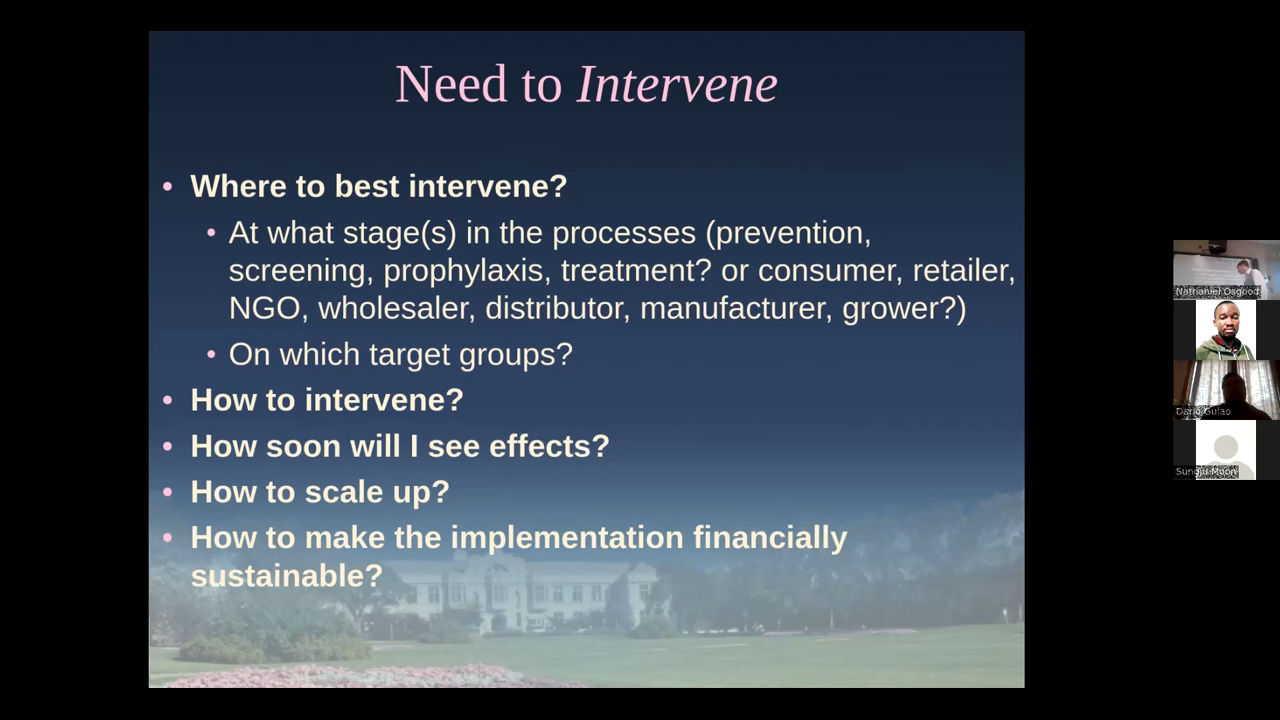 Need to Intervene
• Where to best intervene?
• At what stage(s) in the processes (prevention,
screening, prophylaxis, treatment? or consumer, retailer,
NGO, wholesaler, distributor, manufacturer, grower?)
• On which target groups?
• How to intervene?
• How soon will I see effects?
• How to scale up?
• How to make the implementation financially
sustainable?
Nathaniel Osgood